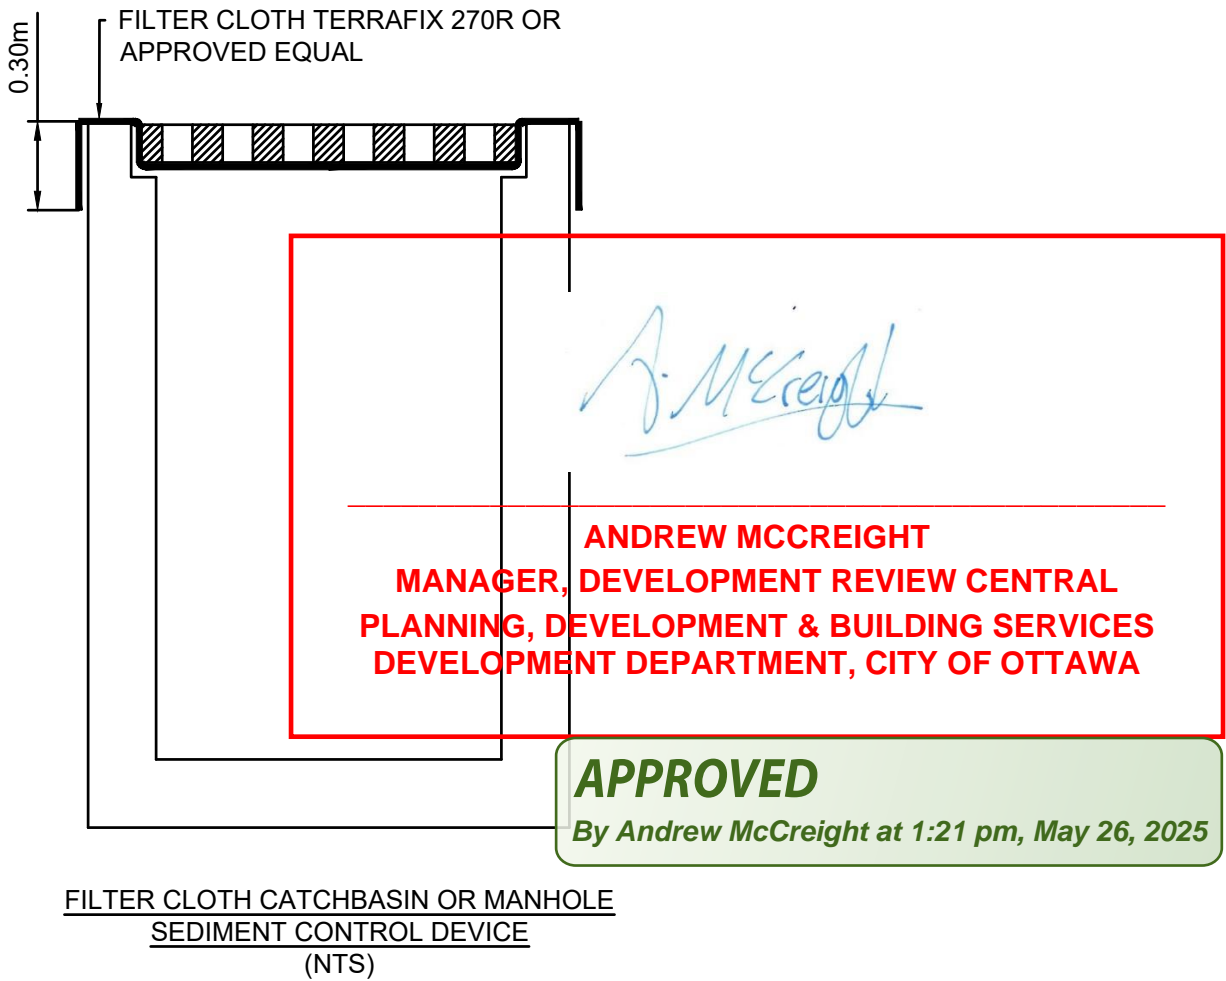 FILTER CLOTH TERRAFIX 270R OR
APPROVED EQUAL
0.30m
A. McCreight
ANDREW MCCREIGHT
MANAGER, DEVELOPMENT REVIEW CENTRAL
PLANNING, DEVELOPMENT & BUILDING SERVICES
DEVELOPMENT DEPARTMENT, CITY OF OTTAWA
APPROVED
By Andrew McCreight at 1:21 pm, May 26, 2025
FILTER CLOTH CATCHBASIN OR MANHOLE
SEDIMENT CONTROL DEVICE
(NTS)